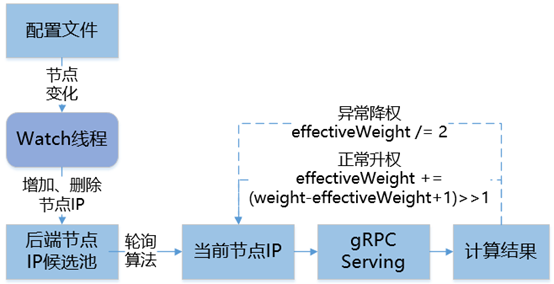 配置文件
节点
变化
Watch线程
增加、删除
节点IP
后端节点
IP候选池
轮询
算法
当前节点IP
gRPC
Serving
计算结果
异常降权
effectiveWeight /= 2
正常升权
effectiveWeight +=
(weight-effectiveWeight+1)>>1